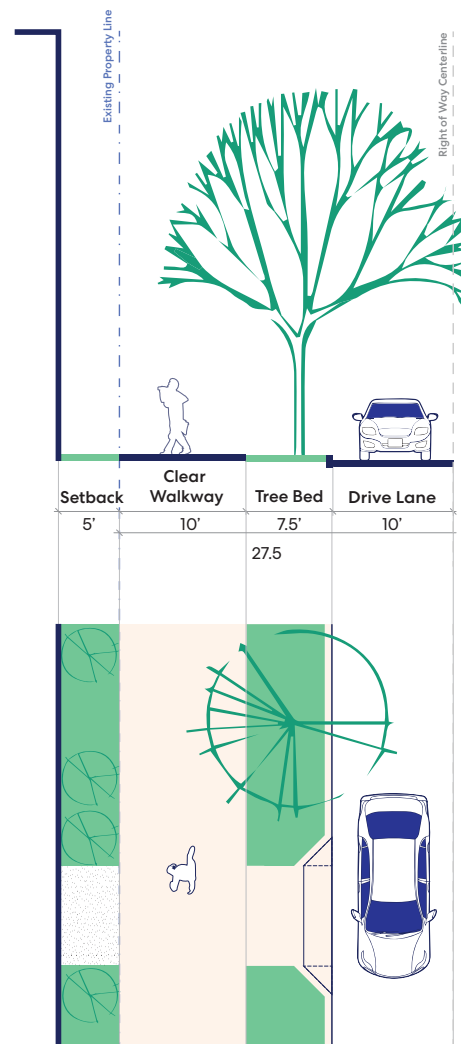 Existing Property Line
Right of Way Centerline
Setback
Clear
Walkway
Tree Bed
Drive Lane
5’
10’
7.5’
10’
27.5